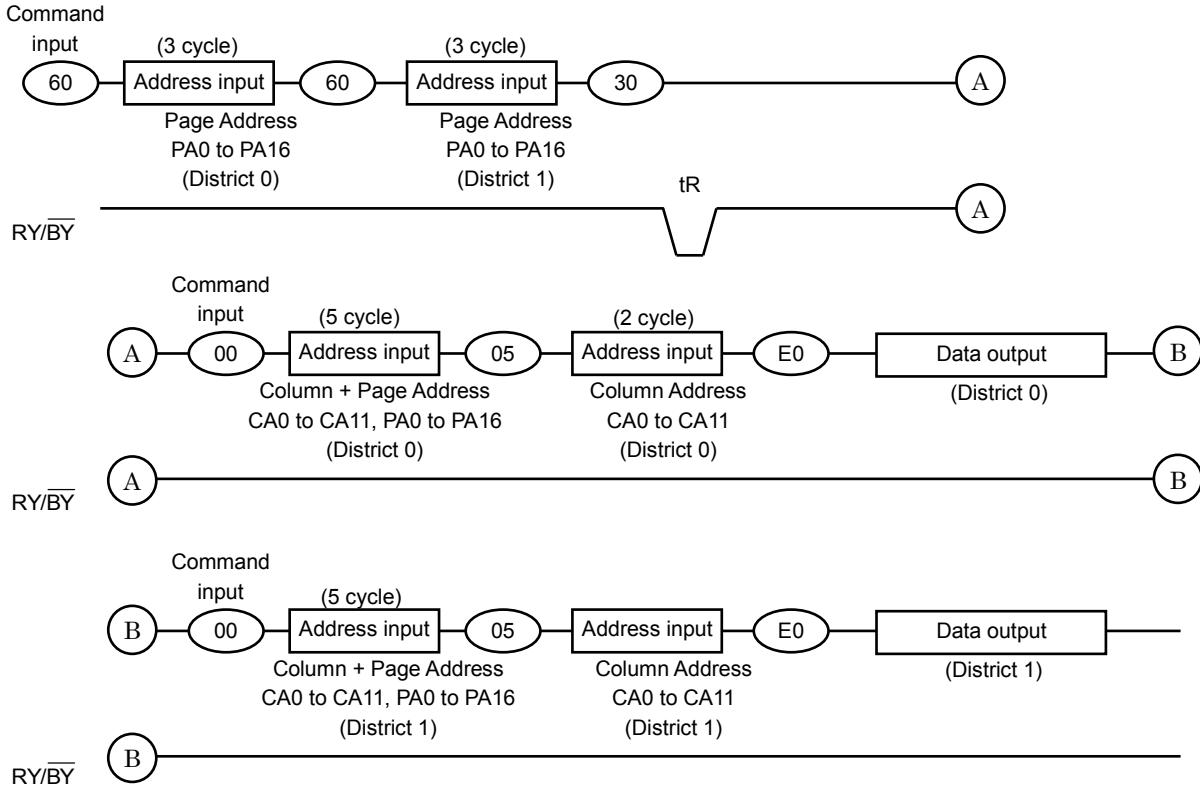 Command
input
(3 cycle)
(3 cycle)
60
Address input
60
Address input
30
A
Page Address
PA0 to PA16
(District 0)
Page Address
PA0 to PA16
(District 1)
tR
RY/BY
A
Command
input
(5 cycle)
(2 cycle)
A
00
Address input
05
Address input
E0
Data output
B
Column + Page Address
CA0 to CA11, PA0 to PA16
(District 0)
Column Address
CA0 to CA11
(District 0)
(District 0)
RY/BY
A
B
Command
input
(5 cycle)
B
00
Address input
05
Address input
E0
Data output
Column + Page Address
CA0 to CA11, PA0 to PA16
(District 1)
Column Address
CA0 to CA11
(District 1)
(District 1)
RY/BY
B